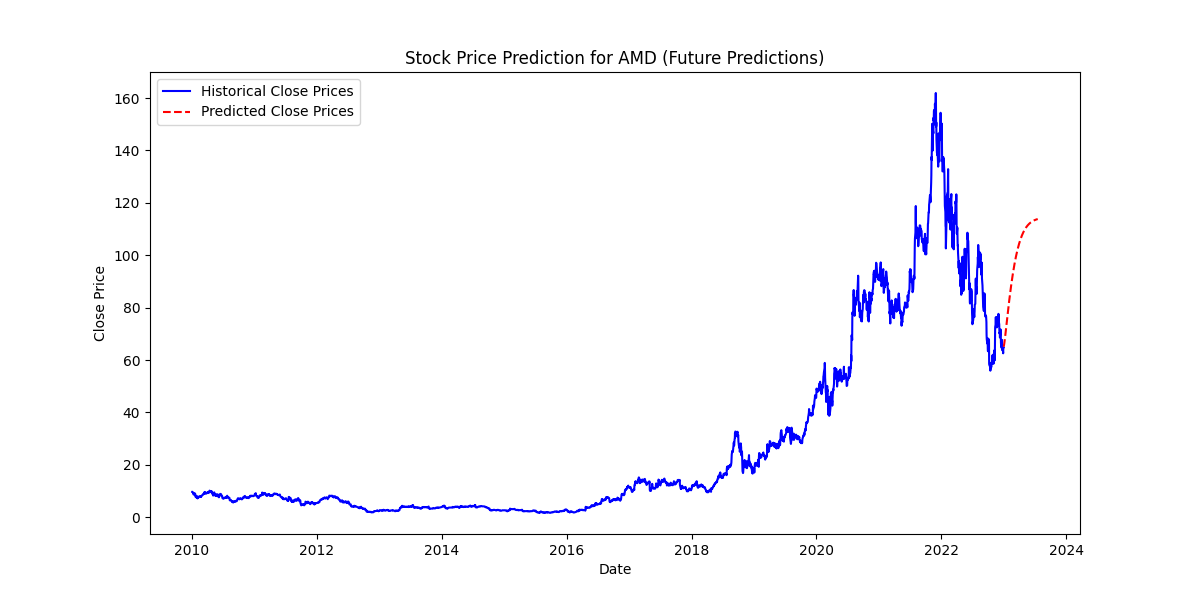 Stock Price Prediction for AMD (Future Predictions)
Historical Close Prices
Predicted Close Prices
Close Price
160
140
120
100
80
60
40
20
0
2010 2012 2014 2016 2018 2020 2022 2024
Date